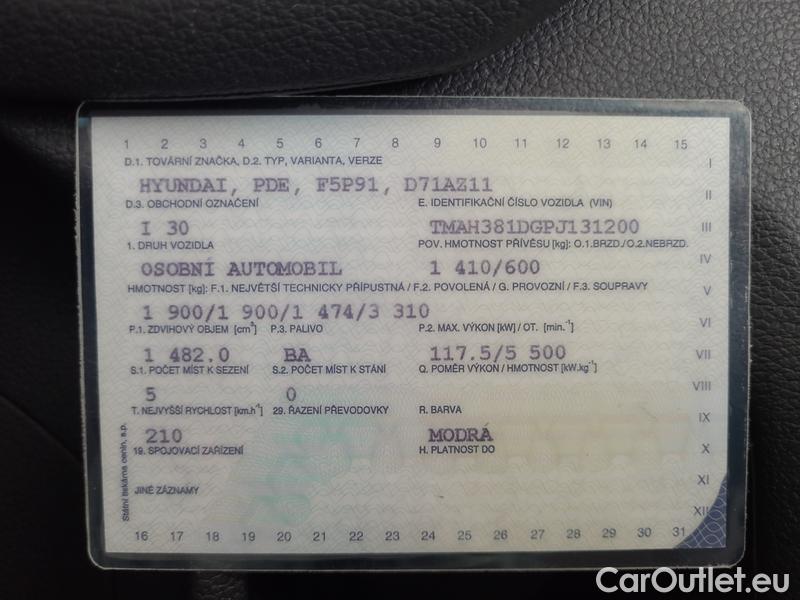 1 2 3 4 5 6 7 8 9 10 11 12 13 14 15
D.1. TOVÁRNÍ ZNAČKA, D.2. TYP, VARIANTA, VERZE I
HYUNDAI, PDE, F5P91, D71AZ11 II
D.3. OBCHODNÍ OZNAČENÍ E. IDENTIFIKAČNÍ ČÍSLO VOZIDLA (VIN)
I 30 TMAH381DGPJ131200 III
1. DRUH VOZIDLA POV. HMOTNOST PŘÍVĚSU [kg]: O.1.BRZD./O.2.NEBRZD.
OSOBNÍ AUTOMOBIL 1 410/600 IV
HMOTNOST [kg]: F.1. NEJVĚTŠÍ TECHNICKY PŘÍPUSTNÁ / F.2. POVOLENÁ / G. PROVOZNÍ / F.3. SOUPRAVY V
1 900/1 900/1 474/3 310
P.1. ZDVIHOVÝ OBJEM [cm³] P.3. PALIVO P.2. MAX. VÝKON [kW] / OT. [min.⁻¹] VI
1 482.0 BA 117.5/5 500 VII
S.1. POČET MÍST K SEZENÍ S.2. POČET MÍST K STÁNÍ Q. POMĚR VÝKON / HMOTNOST [kW.kg⁻¹]
5 0 VIII
T. NEJVYŠŠÍ RYCHLOST [km.h⁻¹] 29. ŘAZENÍ PŘEVODOVKY R. BARVA IX
210 MODRÁ
19. SPOJOVACÍ ZAŘÍZENÍ H. PLATNOST DO X
JINÉ ZÁZNAMY XI
XII
16 17 18 19 20 21 22 23 24 25 26 27 28 29 30 31
Státní tiskárna cenin, s.p.
CarOutlet.eu